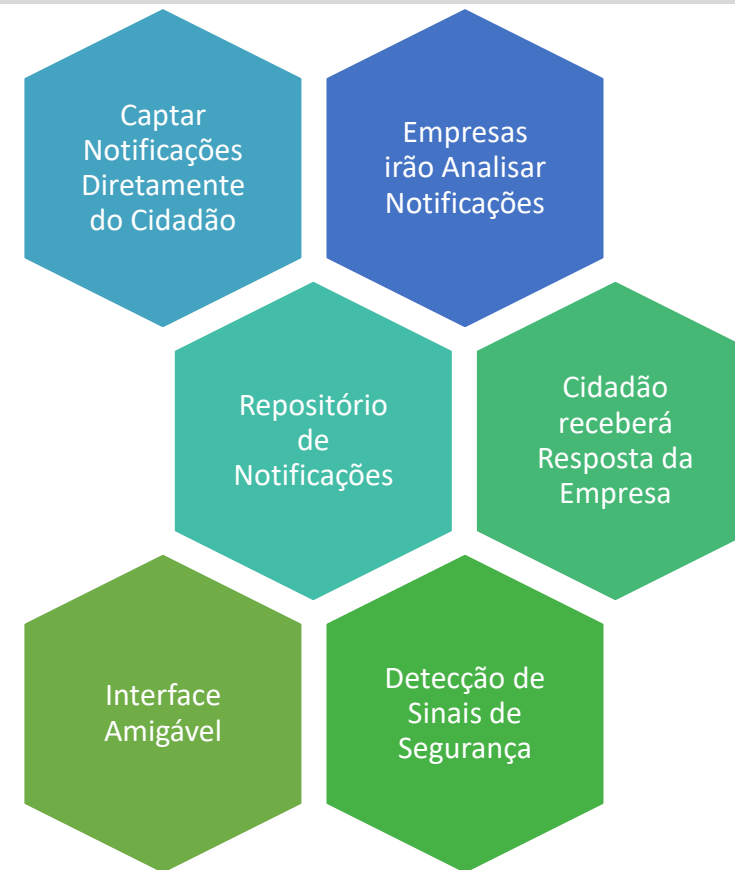 Captar
Notificações
Diretamente
do Cidadão
Empresas
irão Analisar
Notificações
Repositório
de
Notificações
Cidadão
receberá
Resposta da
Empresa
Interface
Amigável
Detecção de
Sinais de
Segurança